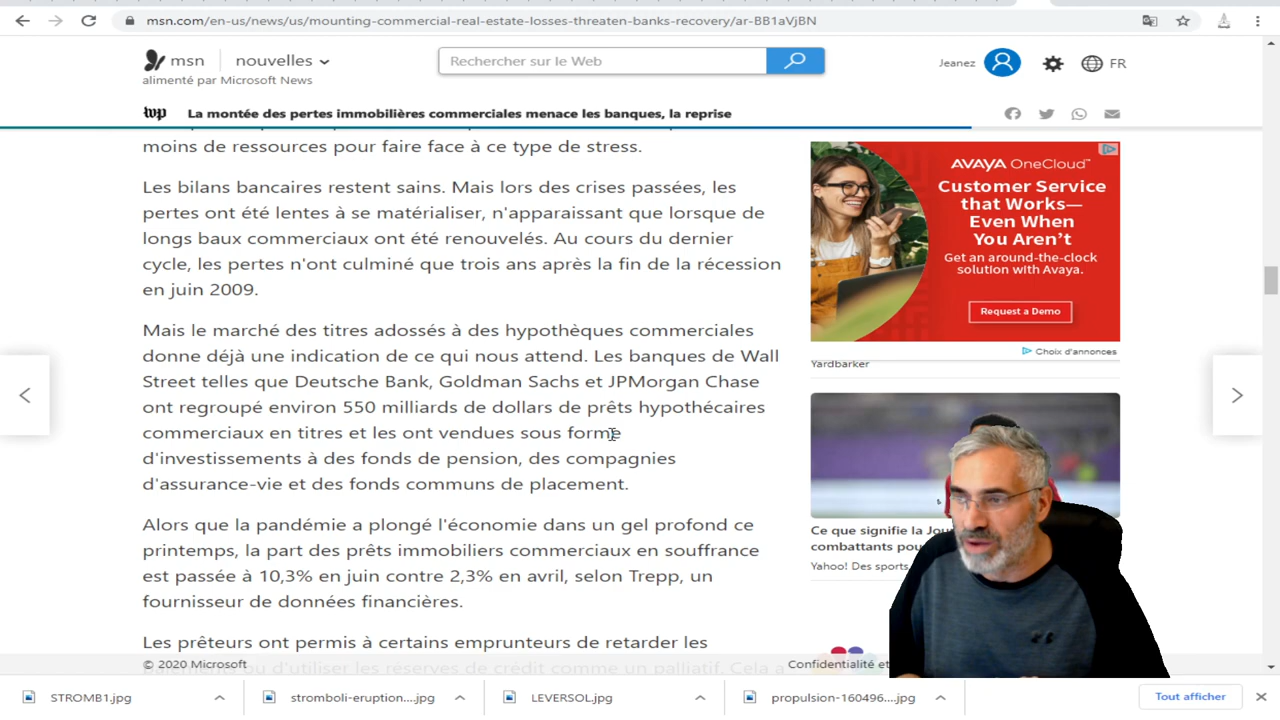 msn.com/en-us/news/us/mounting-commercial-real-estate-losses-threaten-banks-recovery/ar-BB1aVjBN
msn
nouvelles
alimenté par Microsoft News
Rechercher sur le Web
Jeanez
FR
wp
La montée des pertes immobilières commerciales menace les banques, la reprise
moins de ressources pour faire face à ce type de stress.
Les bilans bancaires restent sains. Mais lors des crises passées, les
pertes ont été lentes à se matérialiser, n'apparaissant que lorsque de
longs baux commerciaux ont été renouvelés. Au cours du dernier
cycle, les pertes n'ont culminé que trois ans après la fin de la récession
en juin 2009.
Mais le marché des titres adossés à des hypothèques commerciales
donne déjà une indication de ce qui nous attend. Les banques de Wall
Street telles que Deutsche Bank, Goldman Sachs et JPMorgan Chase
ont regroupé environ 550 milliards de dollars de prêts hypothécaires
commerciaux en titres et les ont vendues sous forme
d'investissements à des fonds de pension, des compagnies
d'assurance-vie et des fonds communs de placement.
Alors que la pandémie a plongé l'économie dans un gel profond ce
printemps, la part des prêts immobiliers commerciaux en souffrance
est passée à 10,3% en juin contre 2,3% en avril, selon Trepp, un
fournisseur de données financières.
Les prêteurs ont permis à certains emprunteurs de retarder les
ou d'utiliser les réserves de crédit comme un palliatif. Cela a
AVAYA OneCloud™
Customer Service
that Works—
Even When
You Aren't
Get an around-the-clock
solution with Avaya.
Request a Demo
Choix d'annonces
Yardbarker
Ce que signifie la
combattants
Yahoo! Des sports
© 2020 Microsoft
Confidentialité et
STROMB1.jpg
stromboli-eruption....jpg
LEVERSOL.jpg
propulsion-160496....jpg
Tout afficher